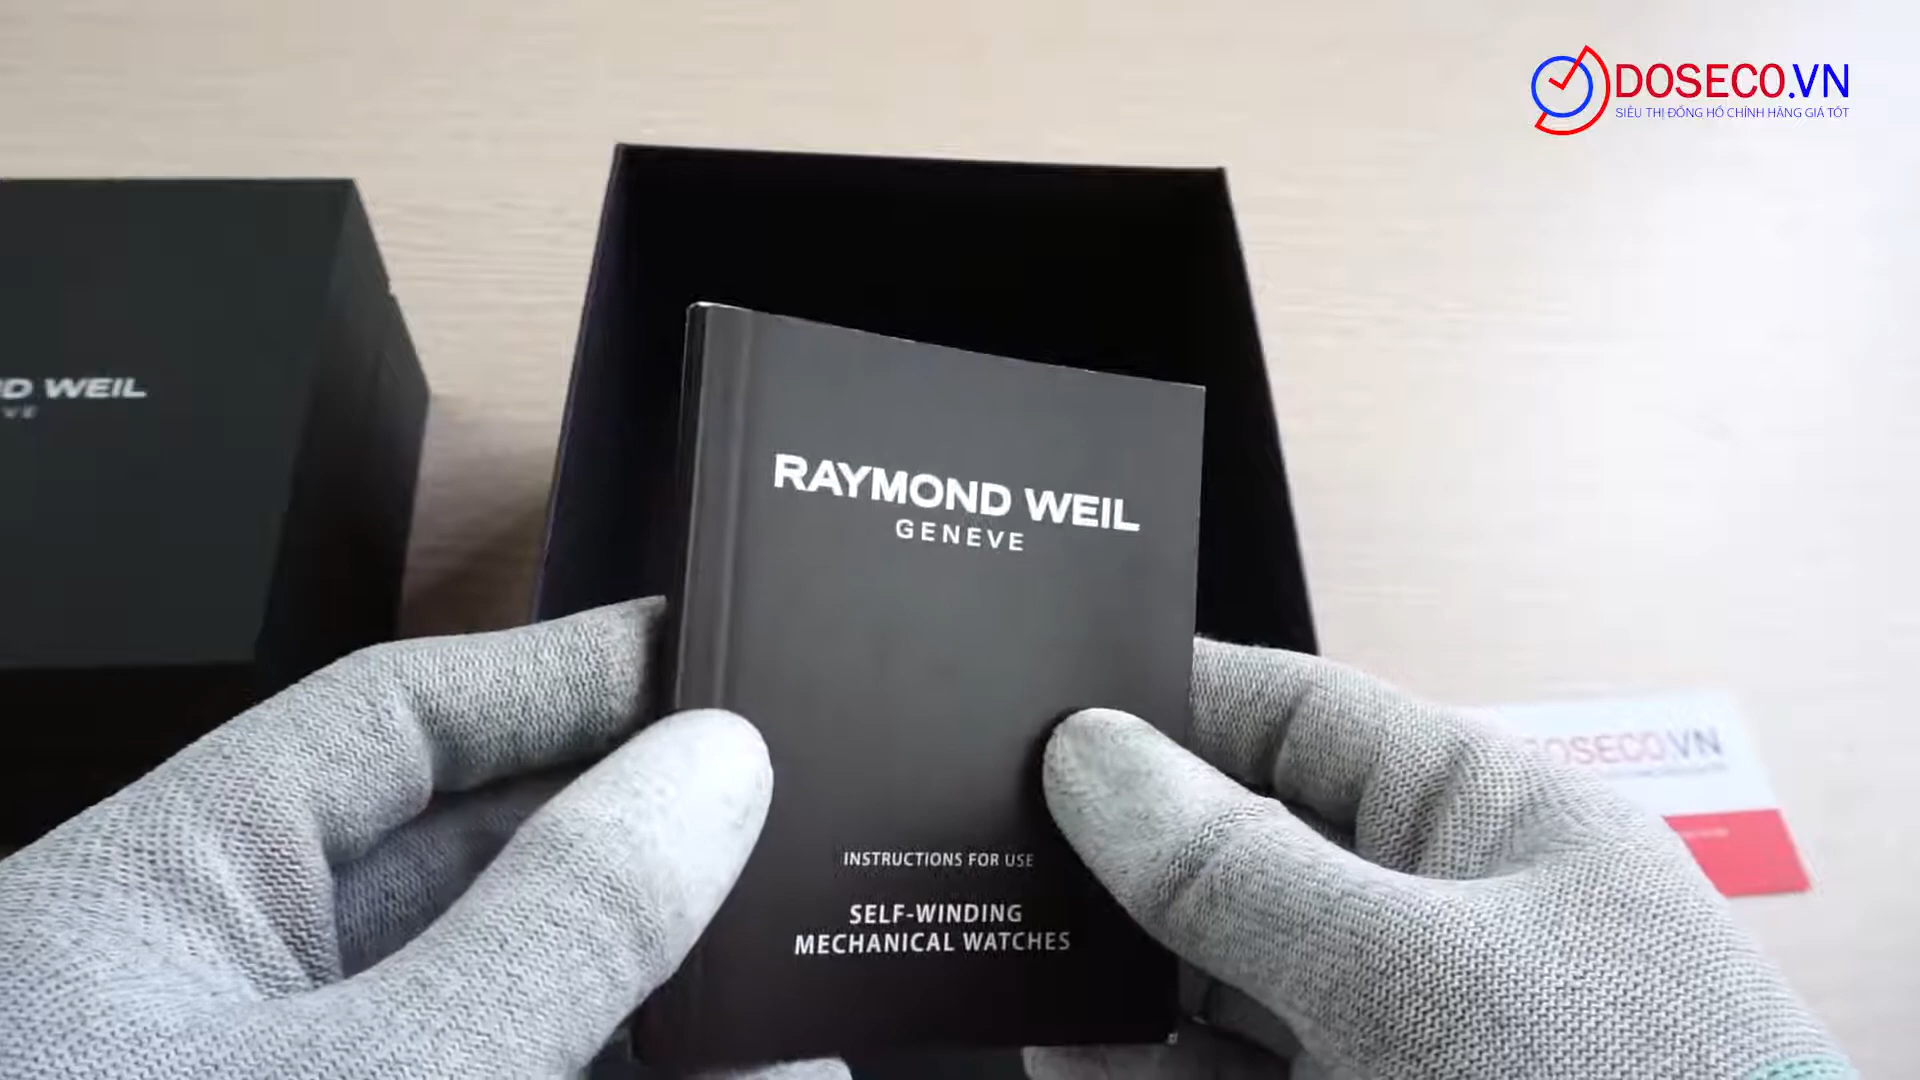 DOSECO.VN
SIÊU THỊ ĐỒNG HỒ CHÍNH HÃNG GIÁ TỐT
WEIL
RAYMOND WEIL
GENEVE
INSTRUCTIONS FOR USE
SELF-WINDING
MECHANICAL WATCHES
DOSECO.VN